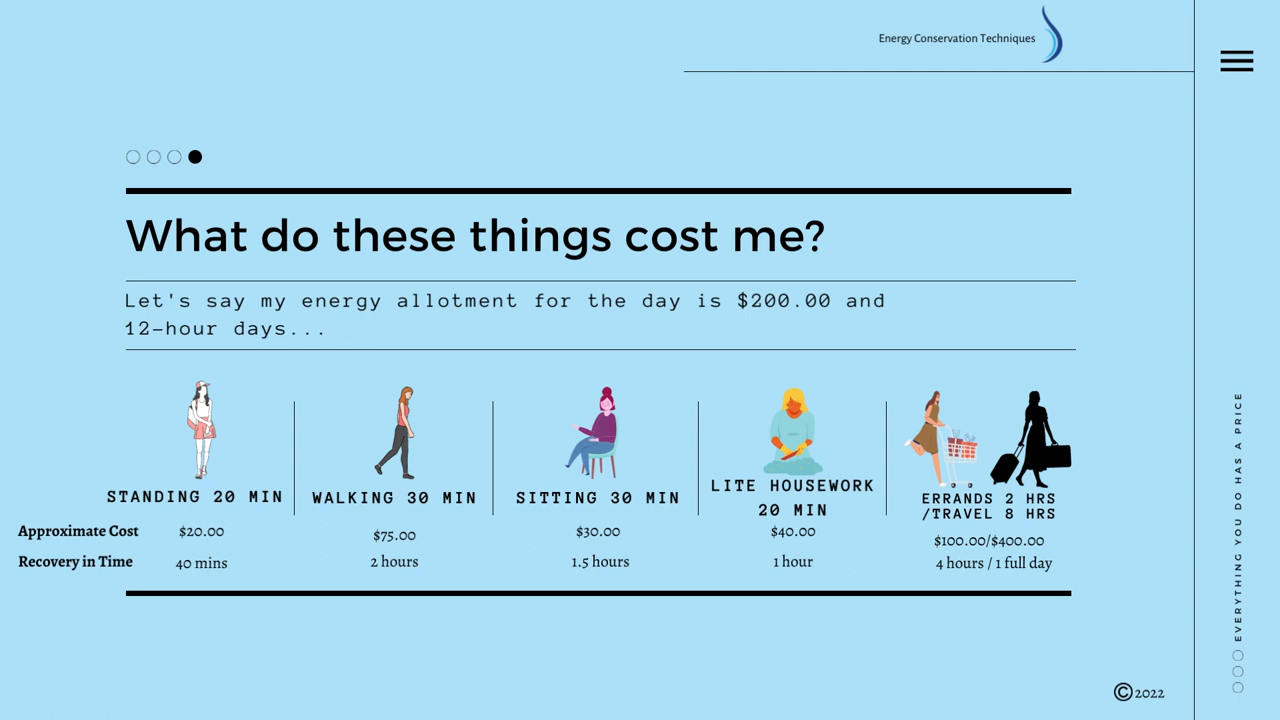 Energy Conservation Techniques
What do these things cost me?
Let's say my energy allotment for the day is $200.00 and
12-hour days...
STANDING 20 MIN
WALKING 30 MIN
SITTING 30 MIN
LITE HOUSEWORK
20 MIN
ERRANDS 2 HRS
/TRAVEL 8 HRS
Approximate Cost $20.00 $75.00 $30.00 $40.00 $100.00/$400.00
Recovery in Time 40 mins 2 hours 1.5 hours 1 hour 4 hours / 1 full day
EVERYTHING YOU DO HAS A PRICE
©2022